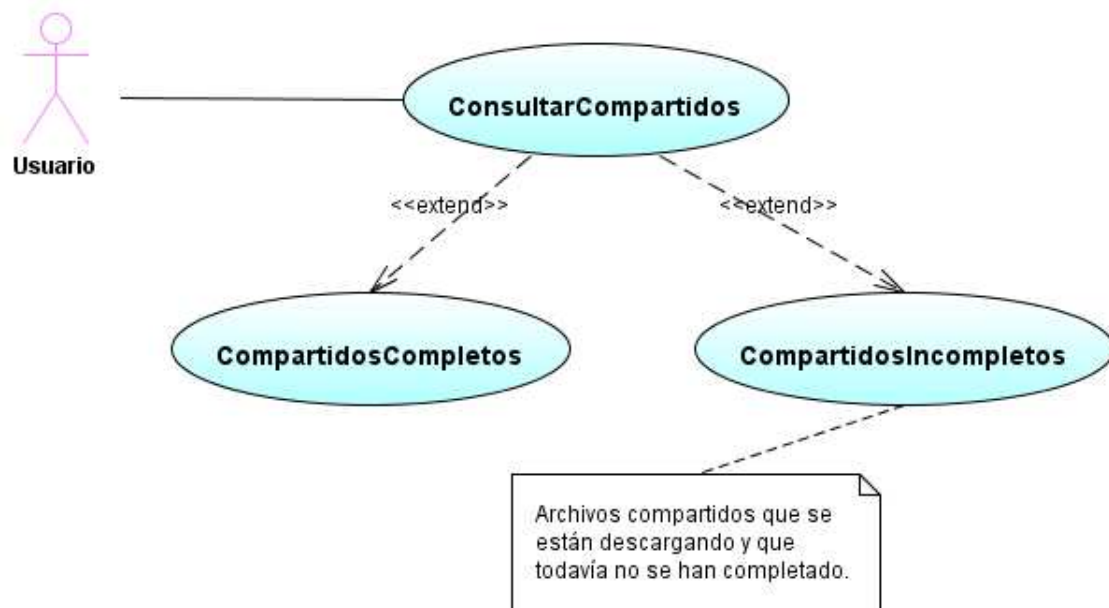 ConsultarCompartidos
Usuario
<<extend>>
<<extend>>
CompartidosCompletos
CompartidosIncompletos
Archivos compartidos que se
están descargando y que
todavía no se han completado.